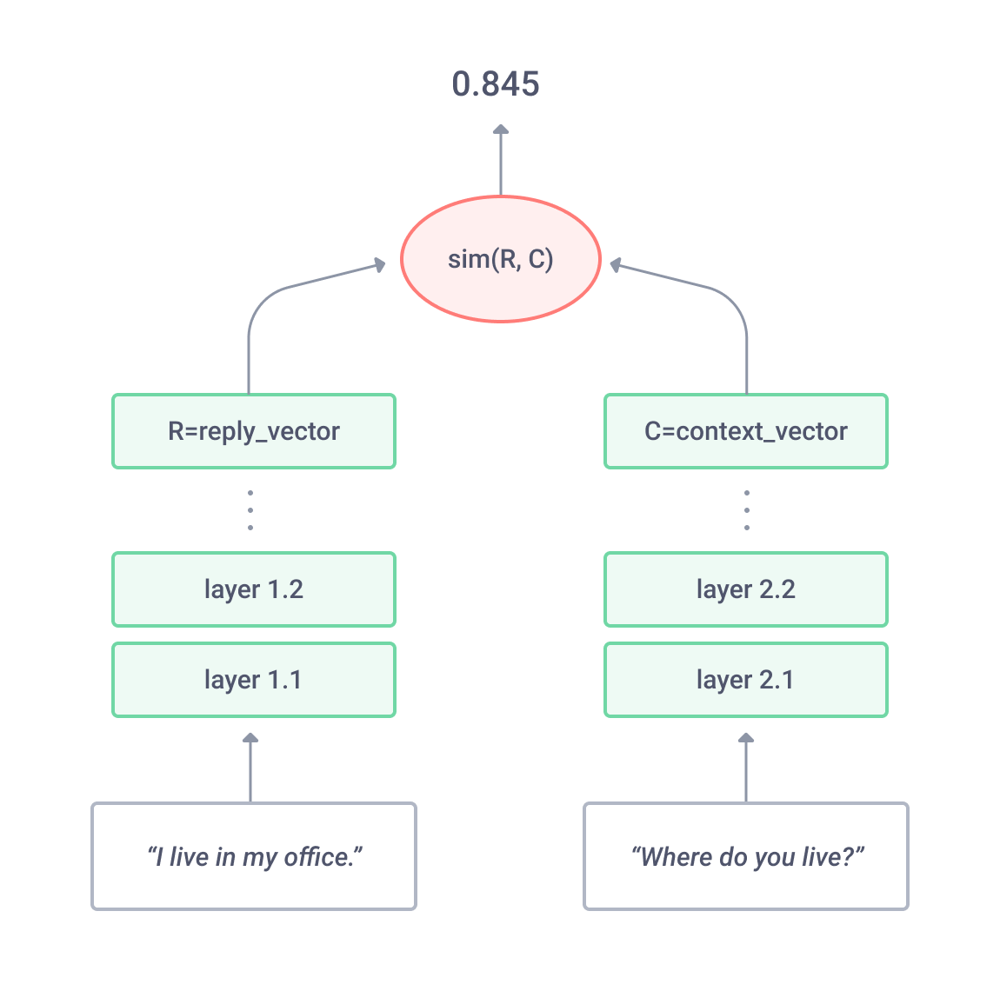 0.845
sim(R, C)
R=reply_vector
C=context_vector
layer 1.2
layer 2.2
layer 1.1
layer 2.1
“I live in my office.”
“Where do you live?”